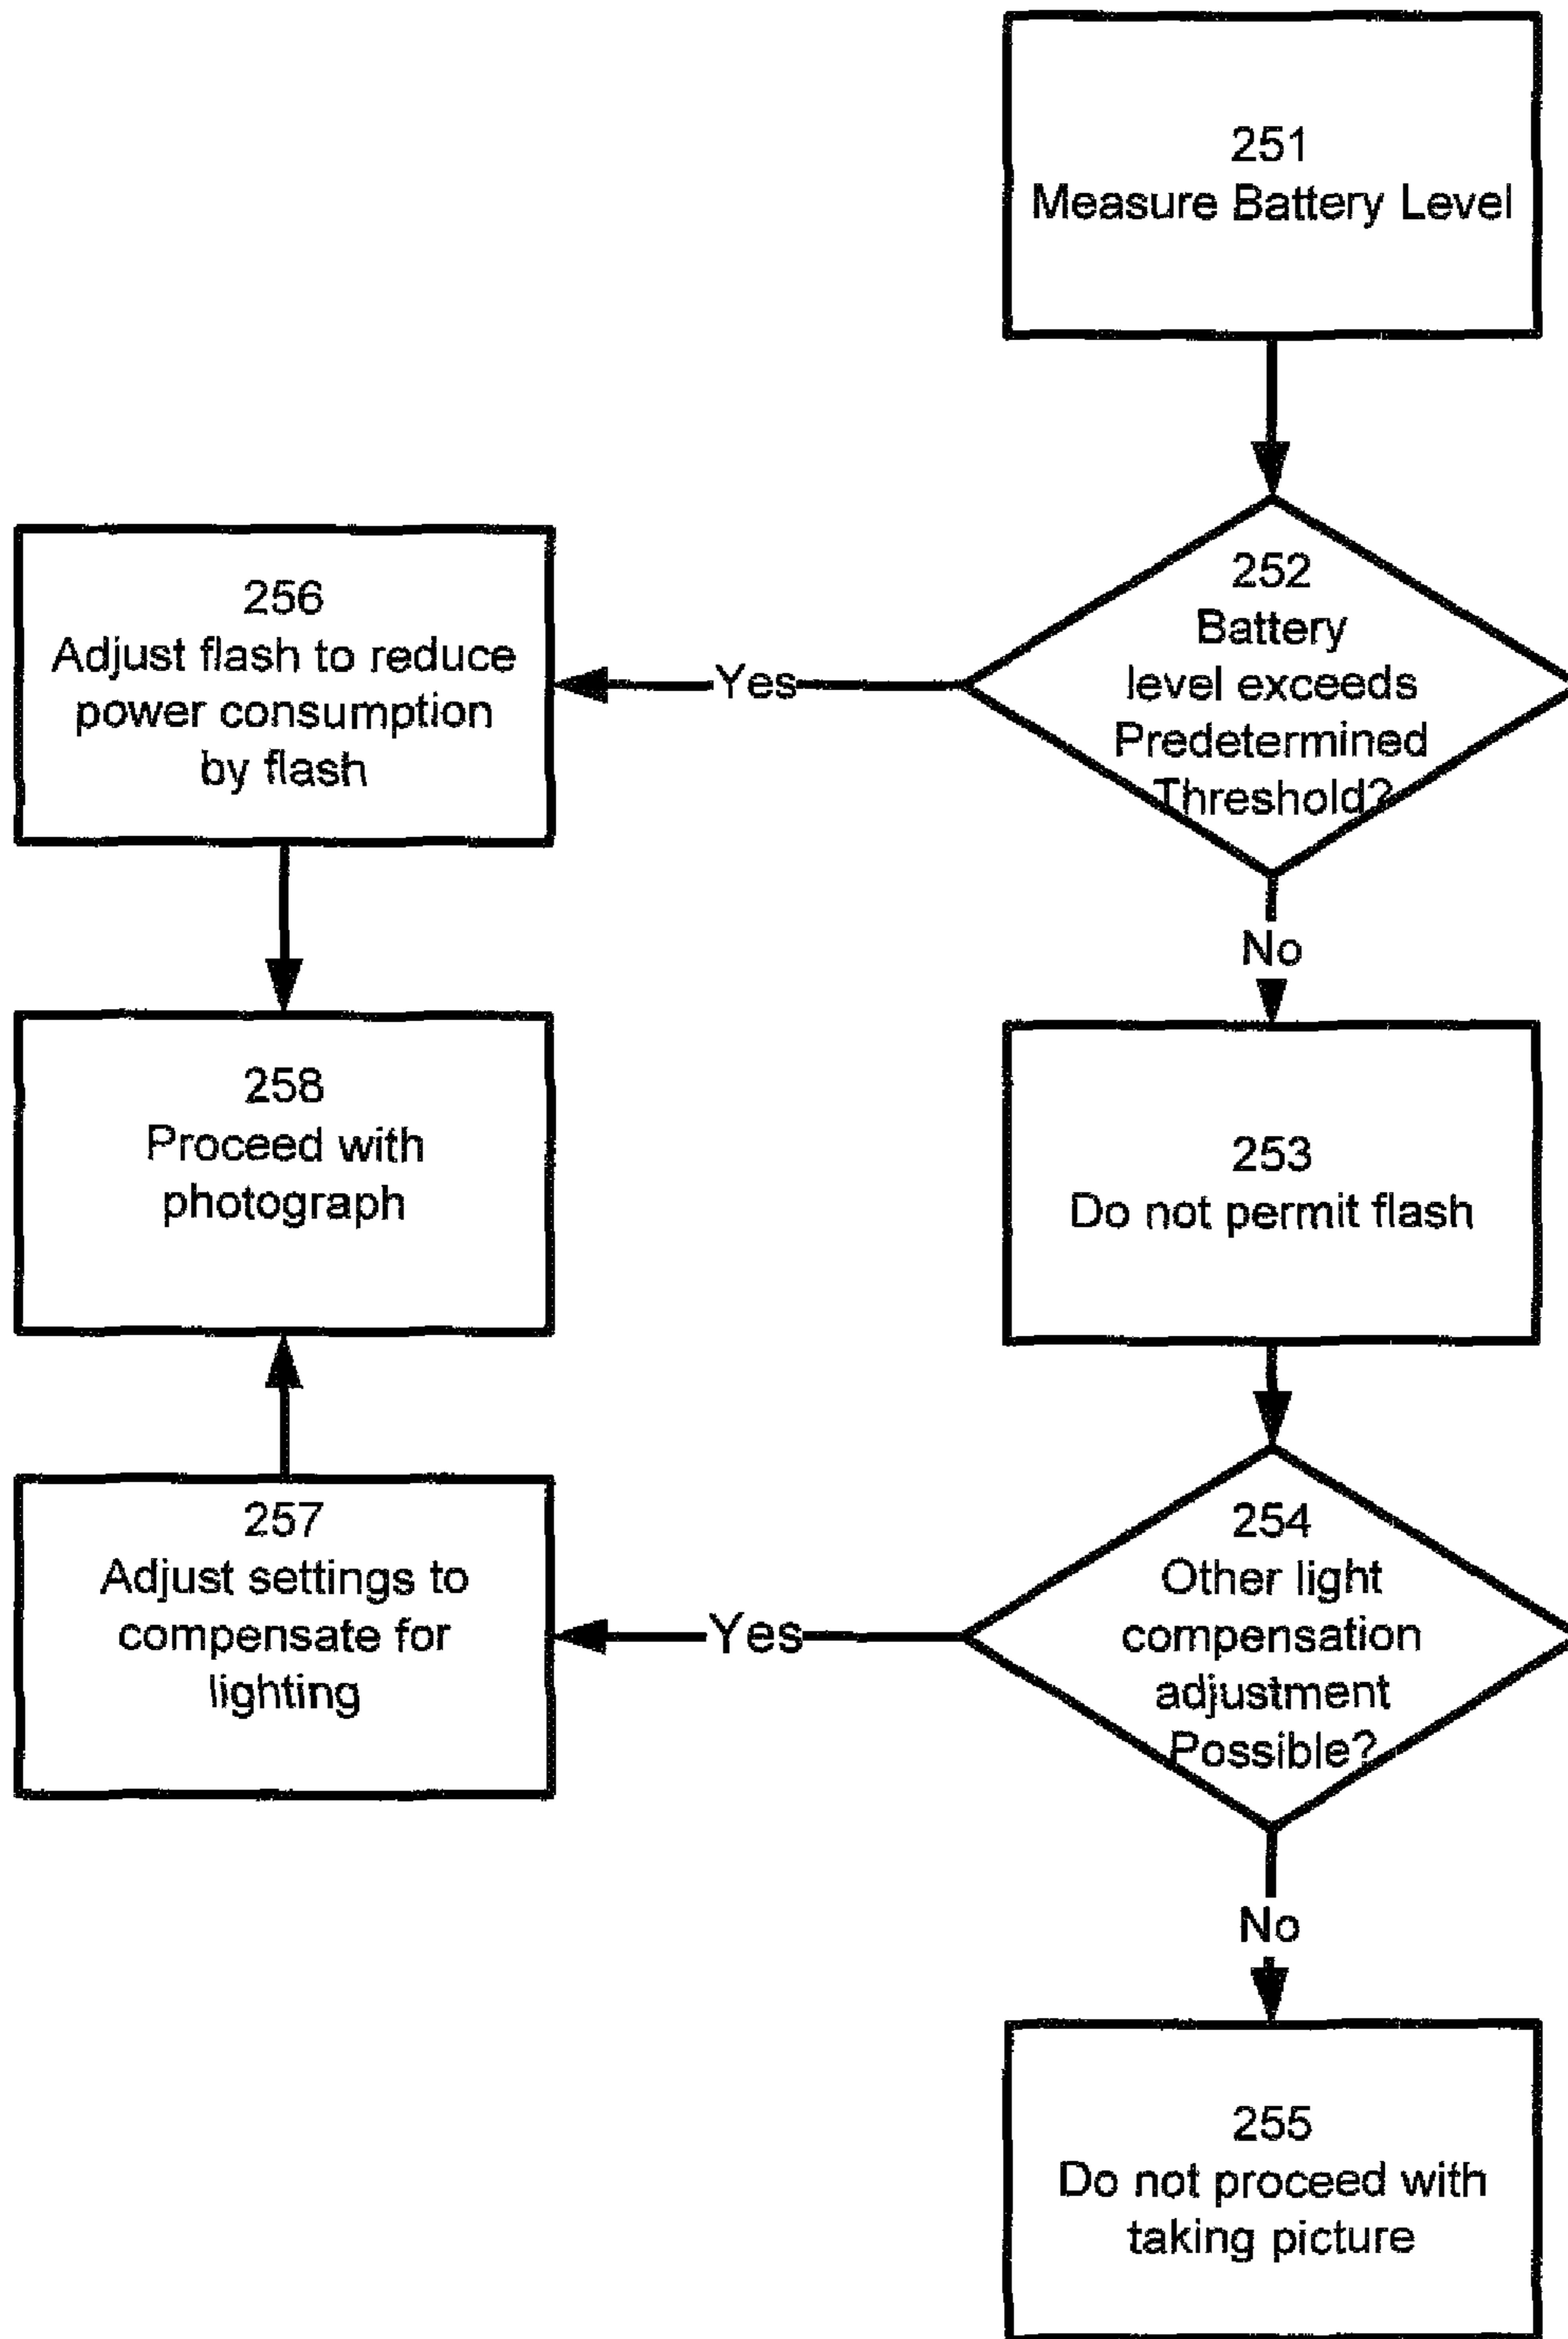 251
Measure Battery Level
252
Battery
level exceeds
Predetermined
Threshold?
Yes
256
Adjust flash to reduce
power consumption
by flash
No
258
Proceed with
photograph
253
Do not permit flash
254
Other light
compensation
adjustment
Possible?
Yes
257
Adjust settings to
compensate for
lighting
No
255
Do not proceed with
taking picture